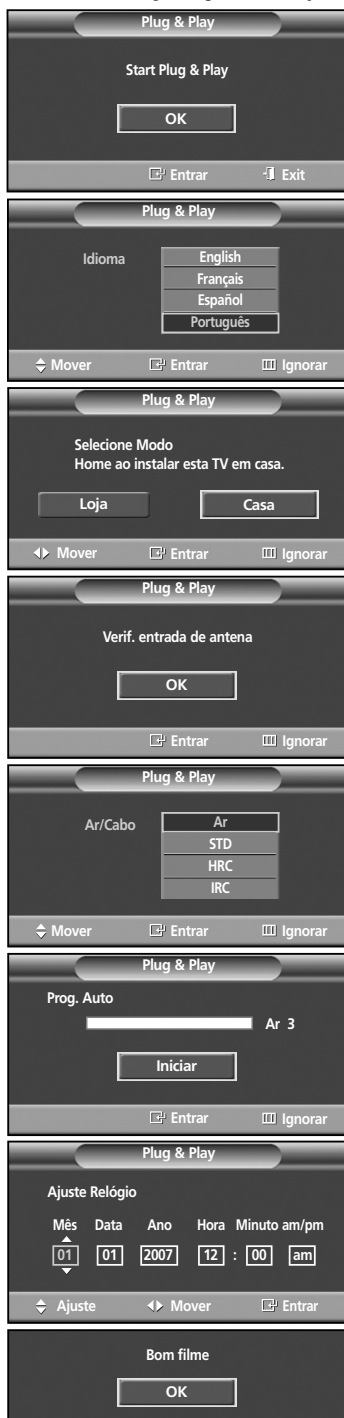 Plug & Play
Start Plug & Play
OK
Entrar Exit
Plug & Play
Idioma English
Français
Español
Português
Mover Entrar Ignorar
Plug & Play
Selecione Modo
Home ao instalar esta TV em casa.
Loja Casa
Mover Entrar Ignorar
Plug & Play
Verif. entrada de antena
OK
Entrar Ignorar
Plug & Play
Ar/Cabo Ar
STD
HRC
IRC
Mover Entrar Ignorar
Plug & Play
Prog. Auto
Ar 3
Iniciar
Entrar Ignorar
Plug & Play
Ajuste Relógio
Mês Data Ano Hora Minuto am/pm
01 01 2007 12 : 00 am
Ajuste Mover Entrar
Bom filme
OK